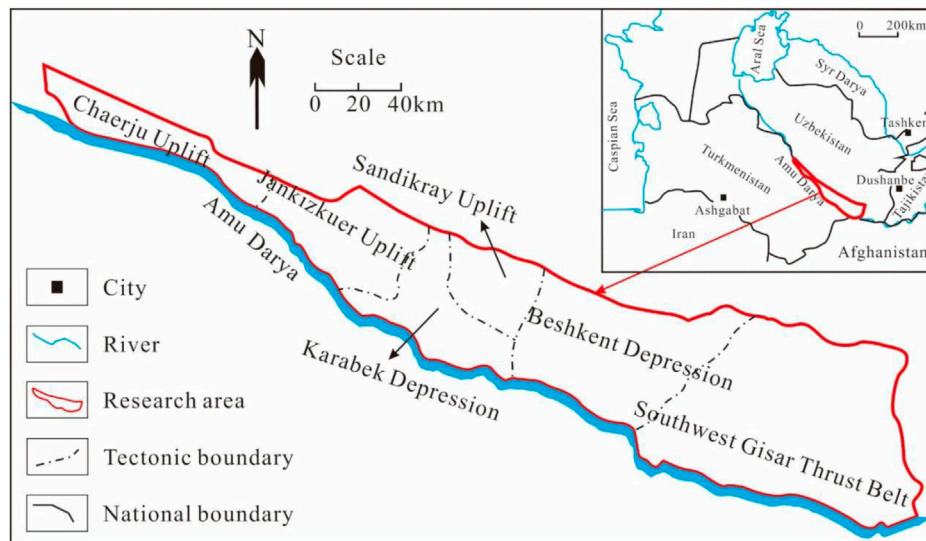 N
Scale
0 20 40km
Chaerju Uplift
Jankizkuer Uplift
Sandikray Uplift
Amu Darya
Karabek Depression
Beshkent Depression
Southwest Gisar Thrust Belt
City
River
Research area
Tectonic boundary
National boundary
0 200km
Aral Sea
Syr Darya
Caspian Sea
Uzbekistan
Tashken
Turkmenistan
Amu Darya
Dushanbe
Tajikista
Ashgabat
Iran
Afghanistan